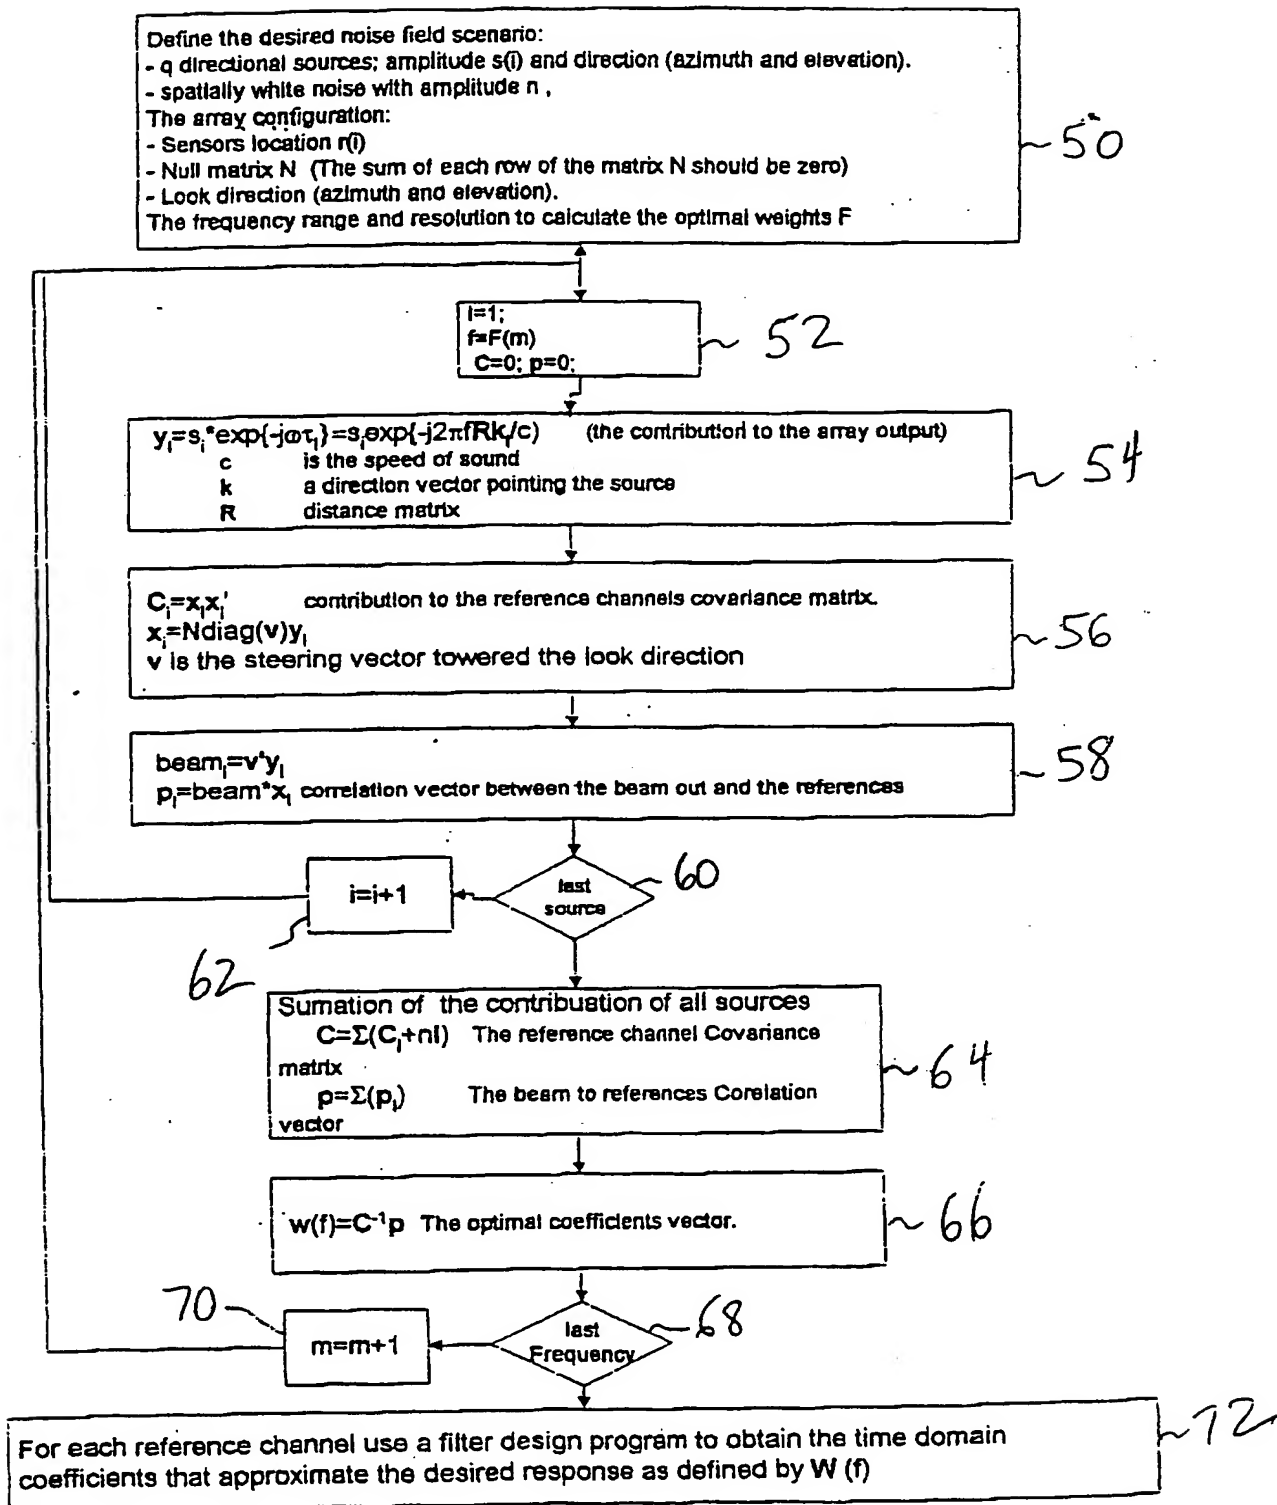 Define the desired noise field scenario:
- q directional sources; amplitude s(i) and direction (azimuth and elevation).
- spatially white noise with amplitude n ,
The array configuration:
- Sensors location r(i)
- Null matrix N (The sum of each row of the matrix N should be zero)
- Look direction (azimuth and elevation).
The frequency range and resolution to calculate the optimal weights F
50
i=1;
f=F(m)
C=0; p=0;
52
yᵢ=sᵢ*exp{-jωτᵢ}=sᵢexp{-j2πfRkᵢ/c) (the contribution to the array output)
c is the speed of sound
k a direction vector pointing the source
R distance matrix
54
Cᵢ=xᵢxᵢ' contribution to the reference channels covariance matrix.
xᵢ=Ndiag(v)yᵢ
v is the steering vector towered the look direction
56
beamᵢ=v'yᵢ
pᵢ=beam*xᵢ correlation vector between the beam out and the references
58
last
source
60
i=i+1
62
Sumation of the contribuation of all sources
C=Σ(Cᵢ+nI) The reference channel Covariance
matrix
p=Σ(pᵢ) The beam to references Corelation
vector
64
w(f)=C⁻¹p The optimal coefficients vector.
66
last
Frequency
68
m=m+1
70
For each reference channel use a filter design program to obtain the time domain
coefficients that approximate the desired response as defined by W (f)
72